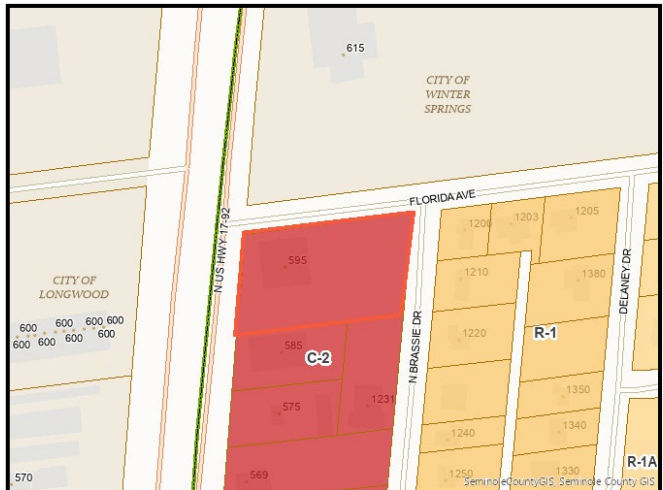 615
CITY OF
WINTER
SPRINGS
FLORIDA AVE
N US HWY 17-92
1200
1203
1205
595
1210
1380
CITY OF
LONGWOOD
DELANEY DR
600 600 600 600
600 600 600 600 600
585
C-2
N BRASSIE DR
1220
R-1
575
1231
1350
1240
1340
570
569
1250
1330
R-1A
SeminoleCountyGIS, Seminole County GIS